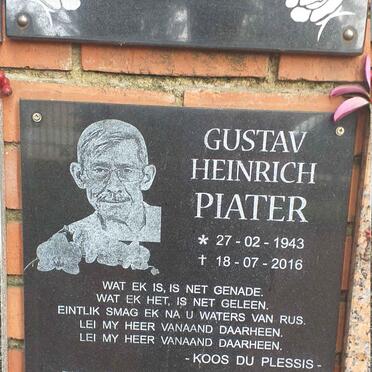 GUSTAV
HEINRICH
PIATER
* 27 - 02 - 1943
† 18 - 07 - 2016
WAT EK IS, IS NET GENADE.
WAT EK HET, IS NET GELEEN.
EINTLIK SMAG EK NA U WATERS VAN RUS.
LEI MY HEER VANAAND DAARHEEN.
LEI MY HEER VANAAND DAARHEEN.
- KOOS DU PLESSIS -